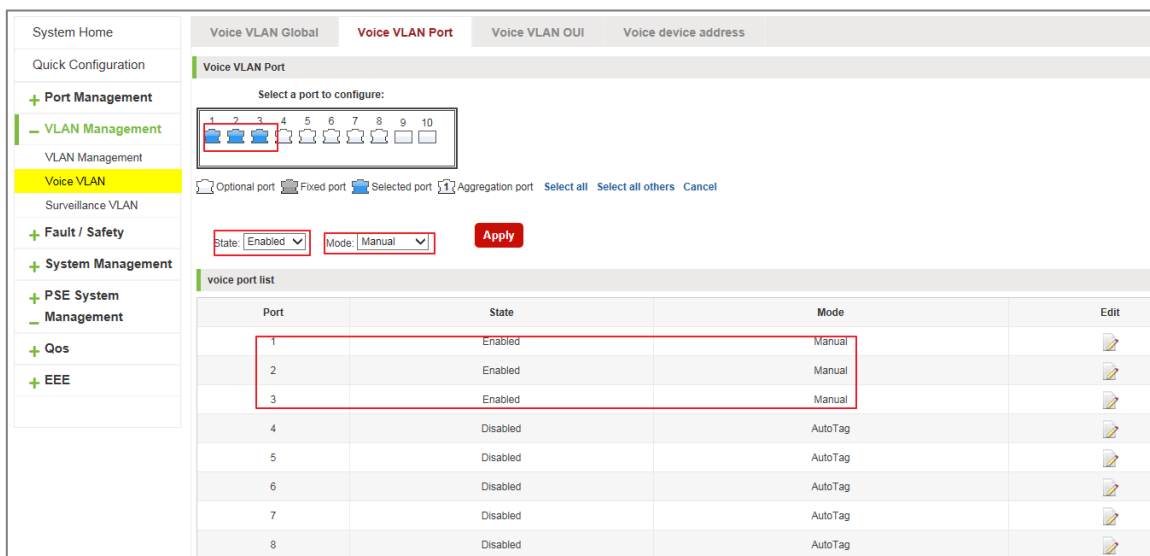 System Home
Quick Configuration
+ Port Management
– VLAN Management
VLAN Management
Voice VLAN
Surveillance VLAN
+ Fault / Safety
+ System Management
+ PSE System
– Management
+ Qos
+ EEE
Voice VLAN Global Voice VLAN Port Voice VLAN OUI Voice device address
Voice VLAN Port
Select a port to configure:
1 2 3 4 5 6 7 8 9 10
Optional port Fixed port Selected port 1 Aggregation port Select all Select all others Cancel
State: Enabled Mode: Manual Apply
voice port list
Port State Mode Edit
1 Enabled Manual
2 Enabled Manual
3 Enabled Manual
4 Disabled AutoTag
5 Disabled AutoTag
6 Disabled AutoTag
7 Disabled AutoTag
8 Disabled AutoTag